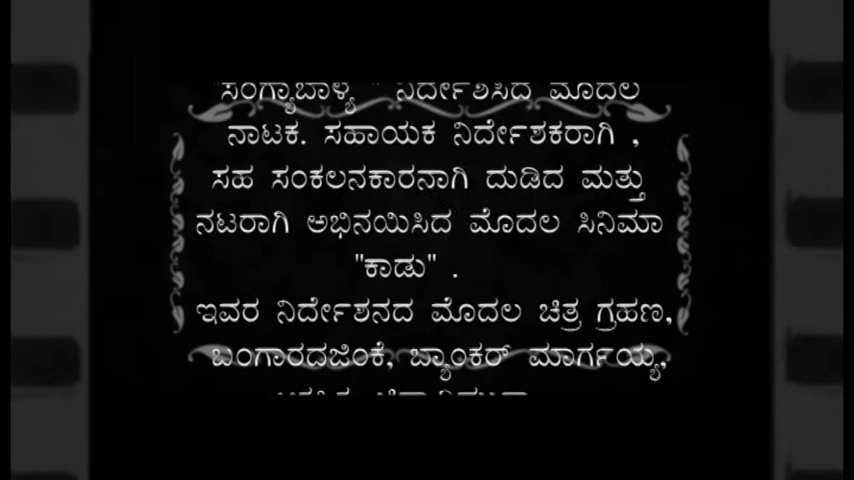 "ಸಂಗ್ಯಾಬಾಳ್ಯ " ನಿರ್ದೇಶಿಸಿದ ಮೊದಲ
ನಾಟಕ. ಸಹಾಯಕ ನಿರ್ದೇಶಕರಾಗಿ ,
ಸಹ ಸಂಕಲನಕಾರನಾಗಿ ದುಡಿದ ಮತ್ತು
ನಟರಾಗಿ ಅಭಿನಯಿಸಿದ ಮೊದಲ ಸಿನಿಮಾ
"ಕಾಡು" .
ಇವರ ನಿರ್ದೇಶನದ ಮೊದಲ ಚಿತ್ರ ಗ್ರಹಣ,
ಬಂಗಾರದಜಿಂಕೆ, ಬ್ಯಾಂಕರ್ ಮಾರ್ಗಯ್ಯ,